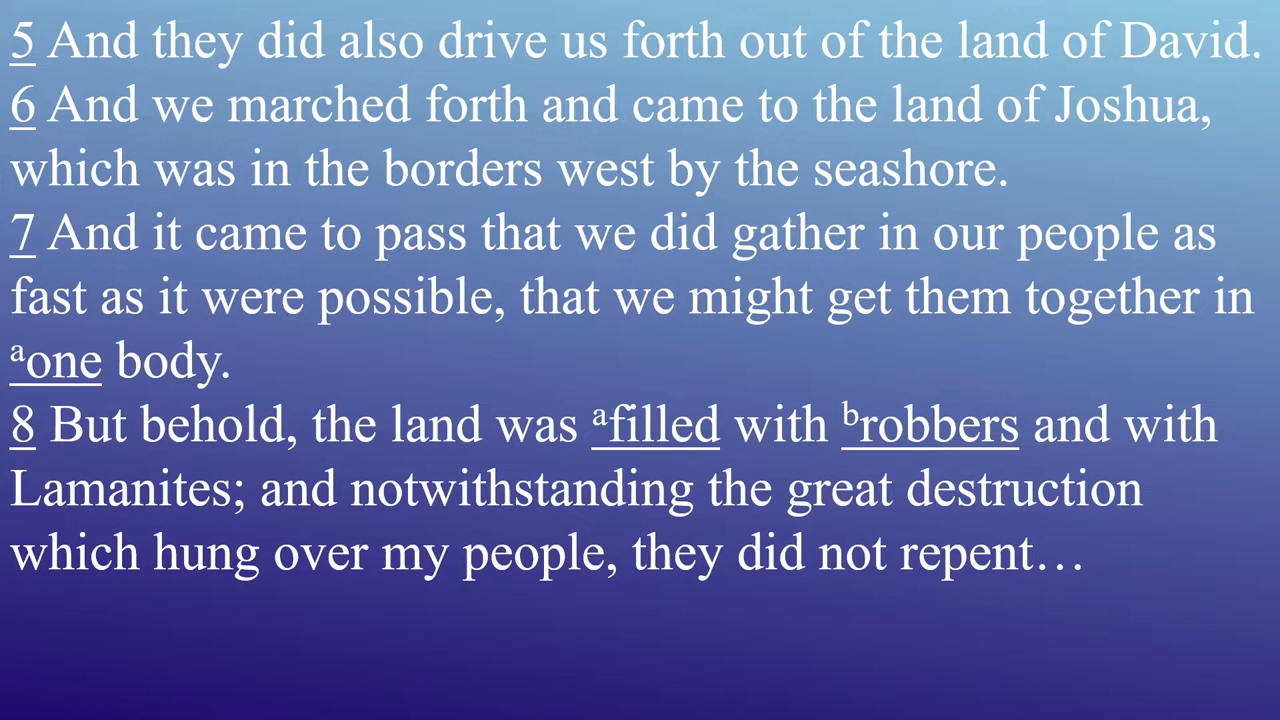 5 And they did also drive us forth out of the land of David.
6 And we marched forth and came to the land of Joshua,
which was in the borders west by the seashore.
7 And it came to pass that we did gather in our people as
fast as it were possible, that we might get them together in
aone body.
8 But behold, the land was afilled with brobbers and with
Lamanites; and notwithstanding the great destruction
which hung over my people, they did not repent…